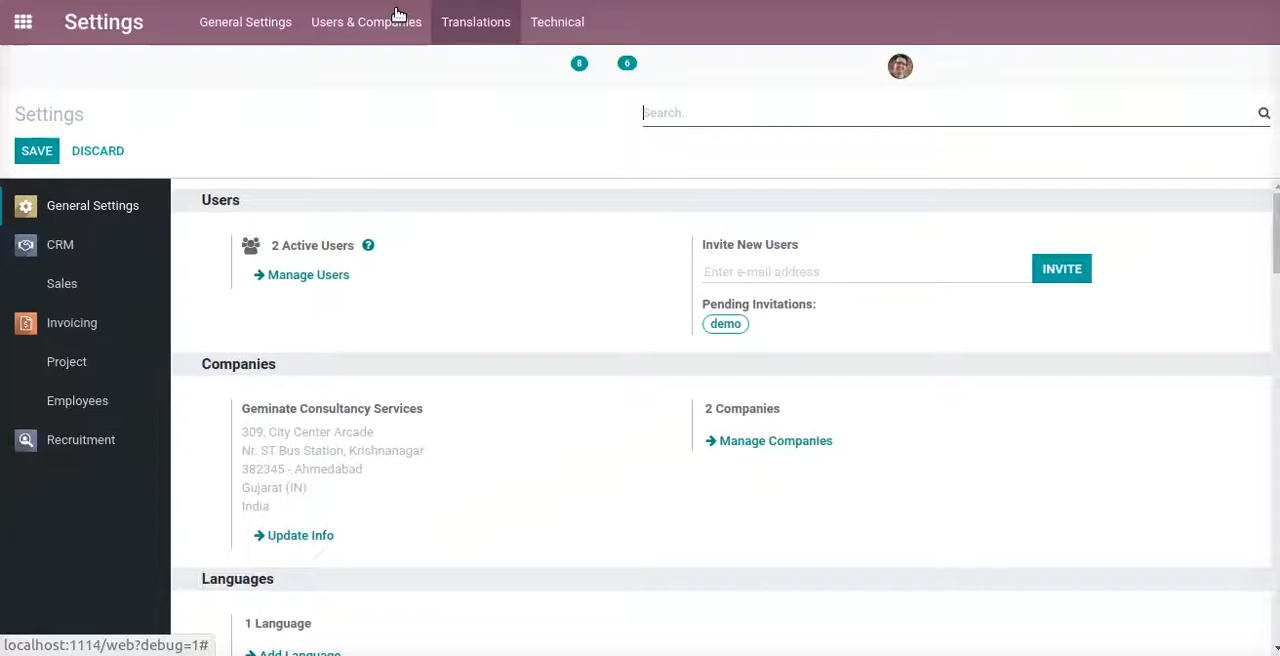 Settings General Settings Users & Companies Translations Technical
8 6
Settings
Search.
SAVE DISCARD
General Settings
CRM
Sales
Invoicing
Project
Employees
Recruitment
Users
2 Active Users ?
Manage Users
Invite New Users
Enter e-mail address
INVITE
Pending Invitations:
demo
Companies
Geminate Consultancy Services
309, City Center Arcade
Nr. ST Bus Station, Krishnanagar
382345 - Ahmedabad
Gujarat (IN)
India
Update Info
2 Companies
Manage Companies
Languages
1 Language
Add Language
localhost:1114/web?debug=1#